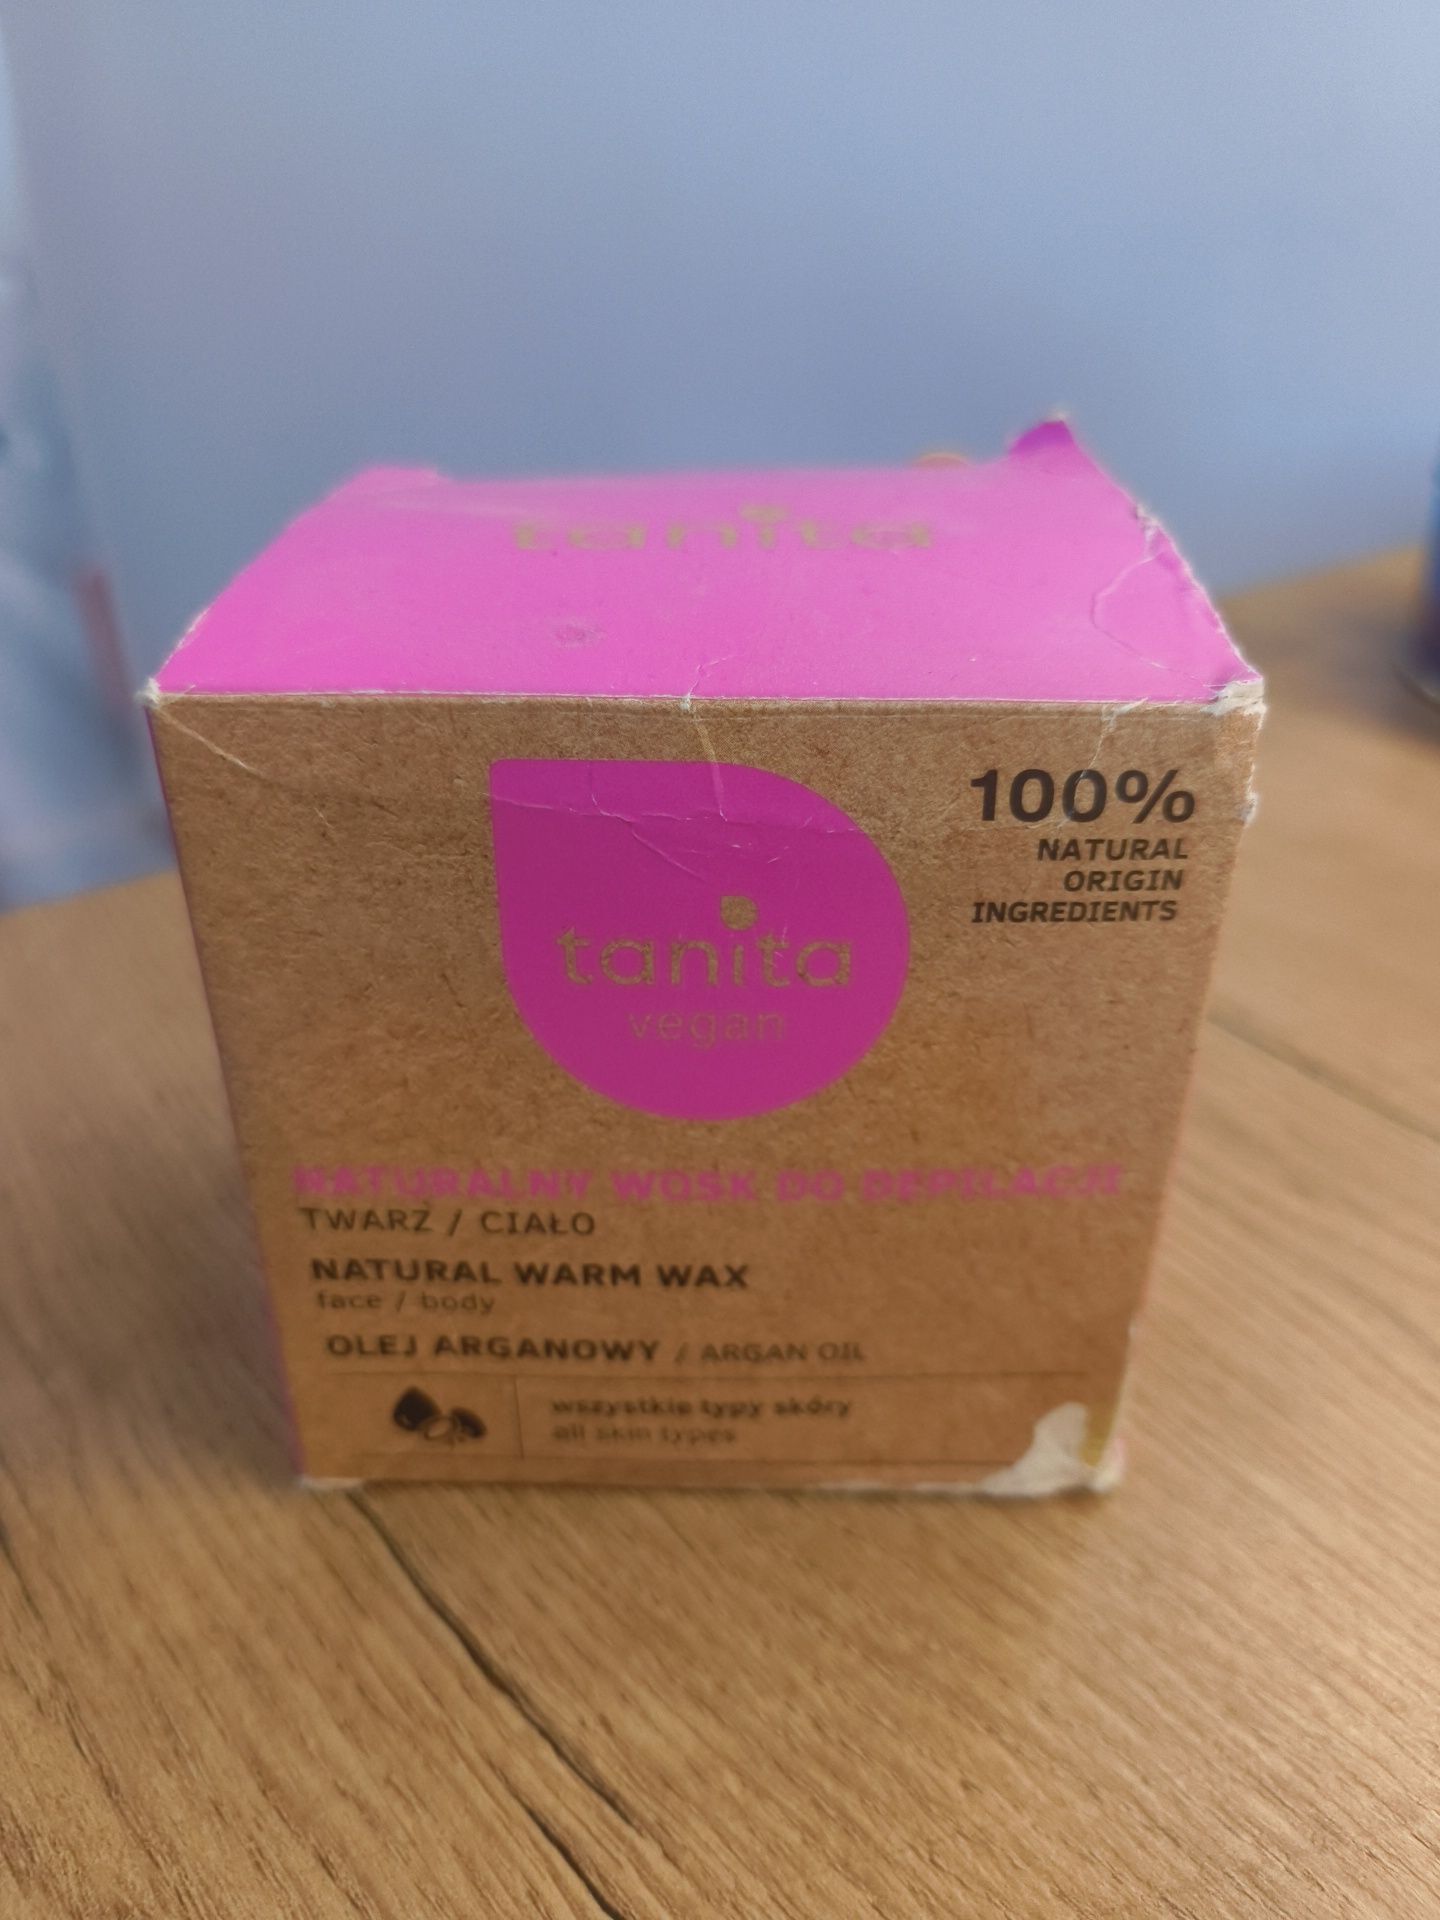 tanita
100%
NATURAL
ORIGIN
INGREDIENTS
tanita
vegan
NATURALNY WOSK DO DEPILACJI
TWARZ / CIAŁO
NATURAL WARM WAX
face / body
OLEJ ARGANOWY / ARGAN OIL
wszystkie typy skóry
all skin types